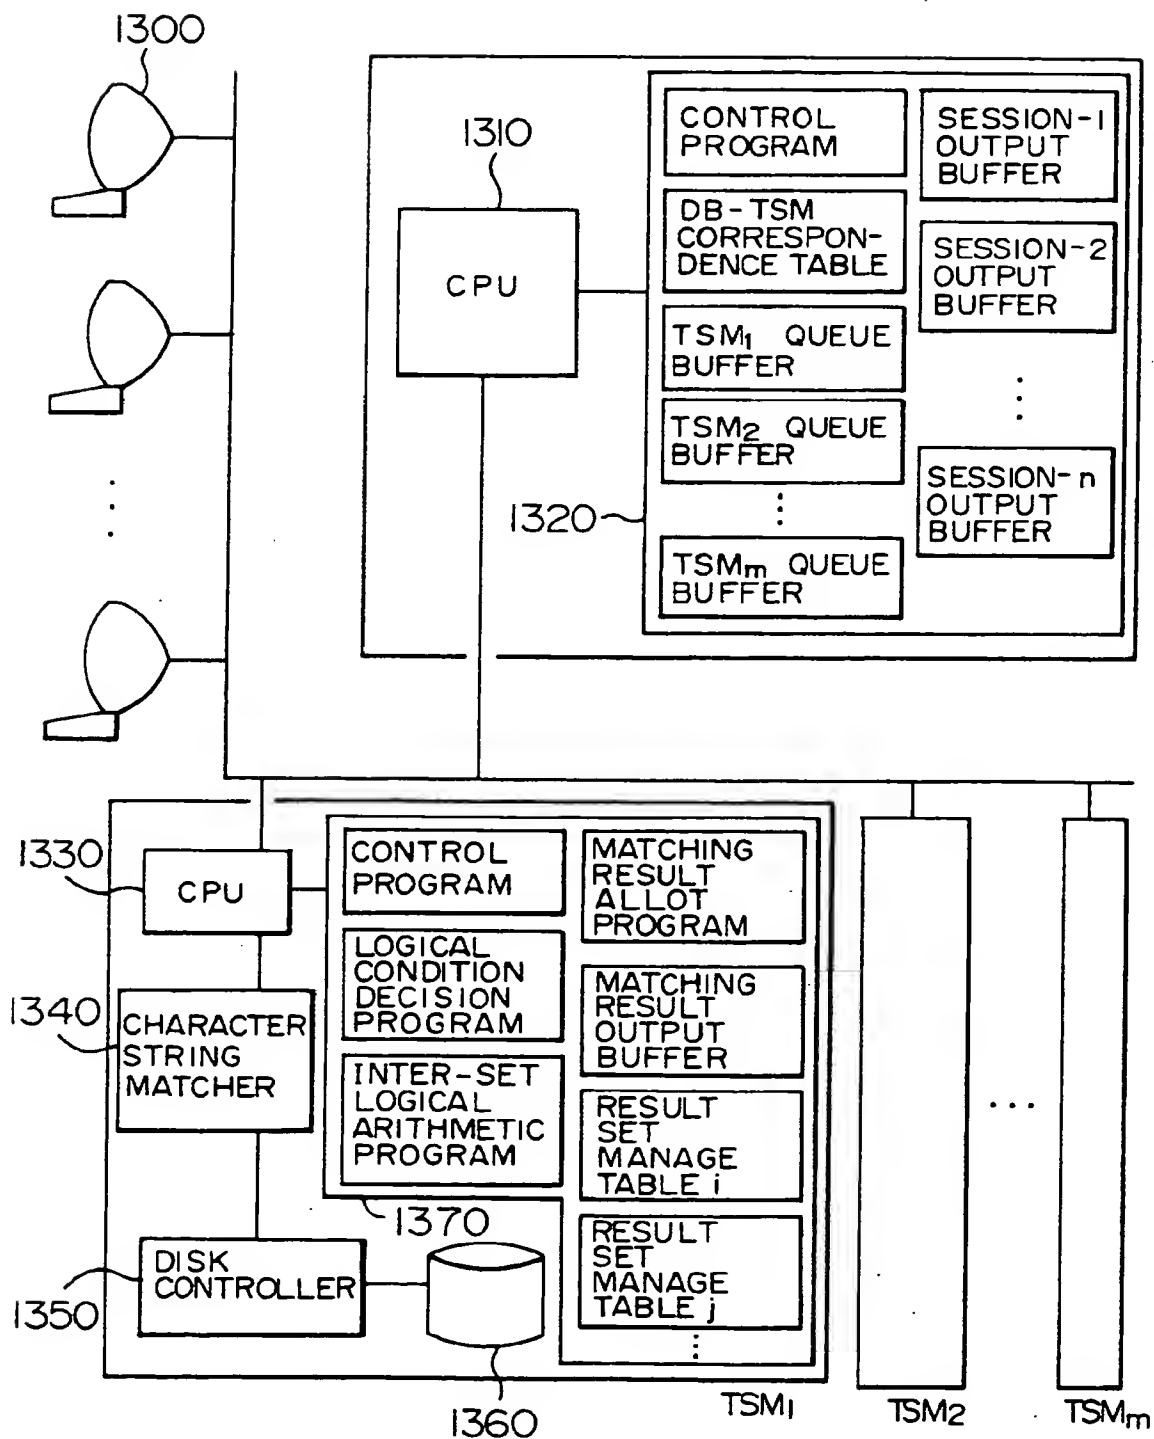 1300
1310
CPU
CONTROL
PROGRAM
DB-TSM
CORRESPON-
DENCE TABLE
TSM1 QUEUE
BUFFER
TSM2 QUEUE
BUFFER
TSMm QUEUE
BUFFER
SESSION-1
OUTPUT
BUFFER
SESSION-2
OUTPUT
BUFFER
SESSION-n
OUTPUT
BUFFER
1320
1330
CPU
1340
CHARACTER
STRING
MATCHER
1350
DISK
CONTROLLER
1360
1370
CONTROL
PROGRAM
LOGICAL
CONDITION
DECISION
PROGRAM
INTER-SET
LOGICAL
ARITHMETIC
PROGRAM
MATCHING
RESULT
ALLOT
PROGRAM
MATCHING
RESULT
OUTPUT
BUFFER
RESULT
SET
MANAGE
TABLE i
RESULT
SET
MANAGE
TABLE j
TSM1
TSM2
TSMm